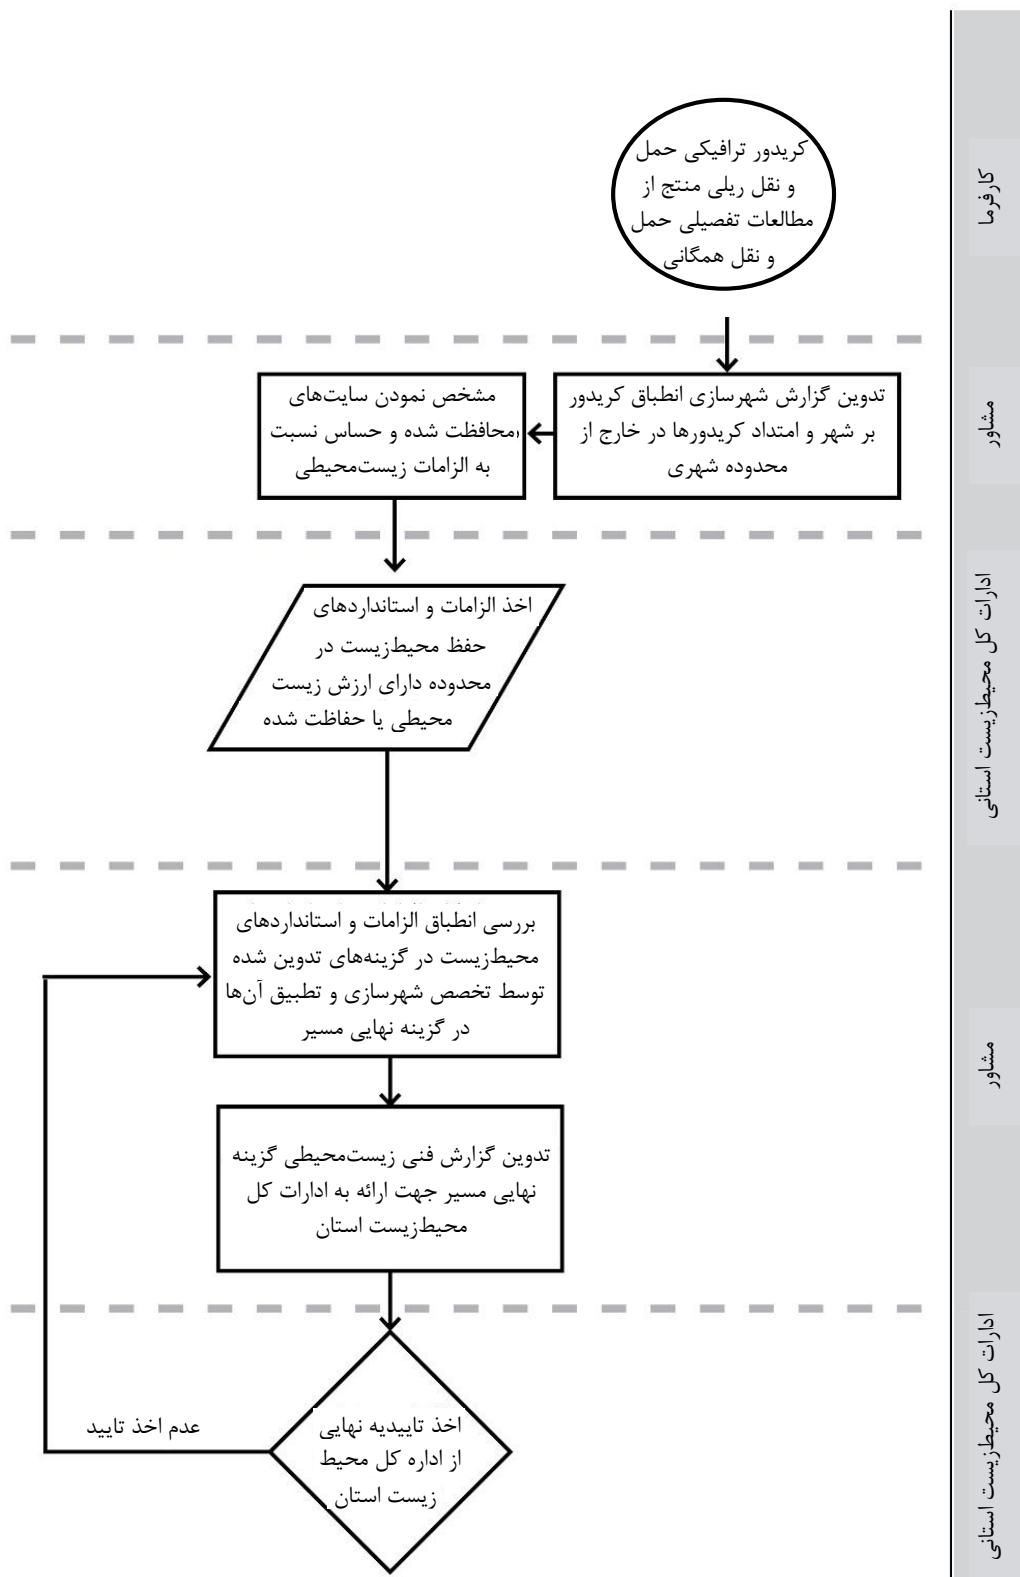 کریدور ترافیکی حمل
و نقل ریلی منتج از
مطالعات تفصیلی حمل
و نقل همگانی
کارفرما
تدوین گزارش شهرسازی انطباق کریدور
بر شهر و امتداد کریدورها در خارج از
محدوده شهری
مشخص نمودن سایت‌های
محافظت شده و حساس نسبت
به الزامات زیست‌محیطی
مشاور
اخذ الزامات و استانداردهای
حفظ محیط‌زیست در
محدوده دارای ارزش زیست
محیطی یا حفاظت شده
ادارات کل محیط‌زیست استانی
بررسی انطباق الزامات و استانداردهای
محیط‌زیست در گزینه‌های تدوین شده
توسط تخصص شهرسازی و تطبیق آن‌ها
در گزینه نهایی مسیر
مشاور
تدوین گزارش فنی زیست‌محیطی گزینه
نهایی مسیر جهت ارائه به ادارات کل
محیط‌زیست استان
اخذ تاییدیه نهایی
از اداره کل محیط
زیست استان
عدم اخذ تایید
ادارات کل محیط‌زیست استانی